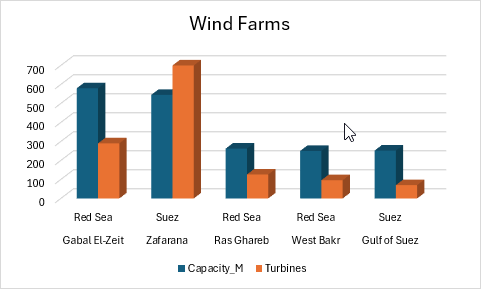 Wind Farms
700
600
500
400
300
200
100
0
Red Sea Suez Red Sea Red Sea Suez
Gabal El-Zeit Zafarana Ras Ghareb West Bakr Gulf of Suez
Capacity_M Turbines